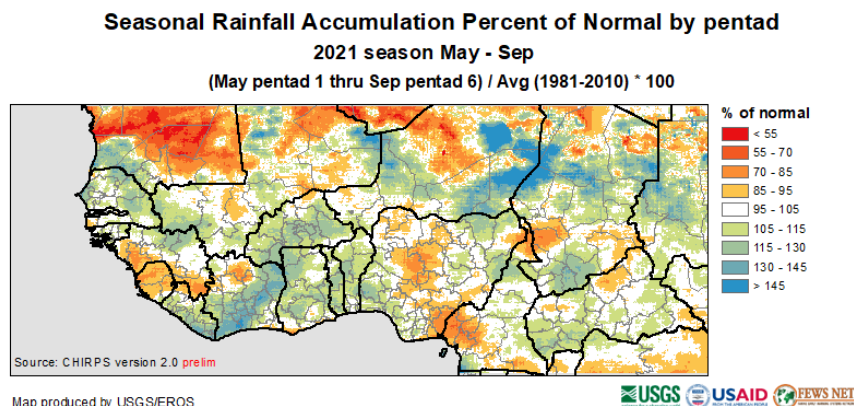 Seasonal Rainfall Accumulation Percent of Normal by pentad
2021 season May - Sep
(May pentad 1 thru Sep pentad 6) / Avg (1981-2010) * 100
% of normal
< 55
55 - 70
70 - 85
85 - 95
95 - 105
105 - 115
115 - 130
130 - 145
> 145
Source: CHIRPS version 2.0 prelim
Map produced by USGS/EROS
USGS
USAID
FEWS NET